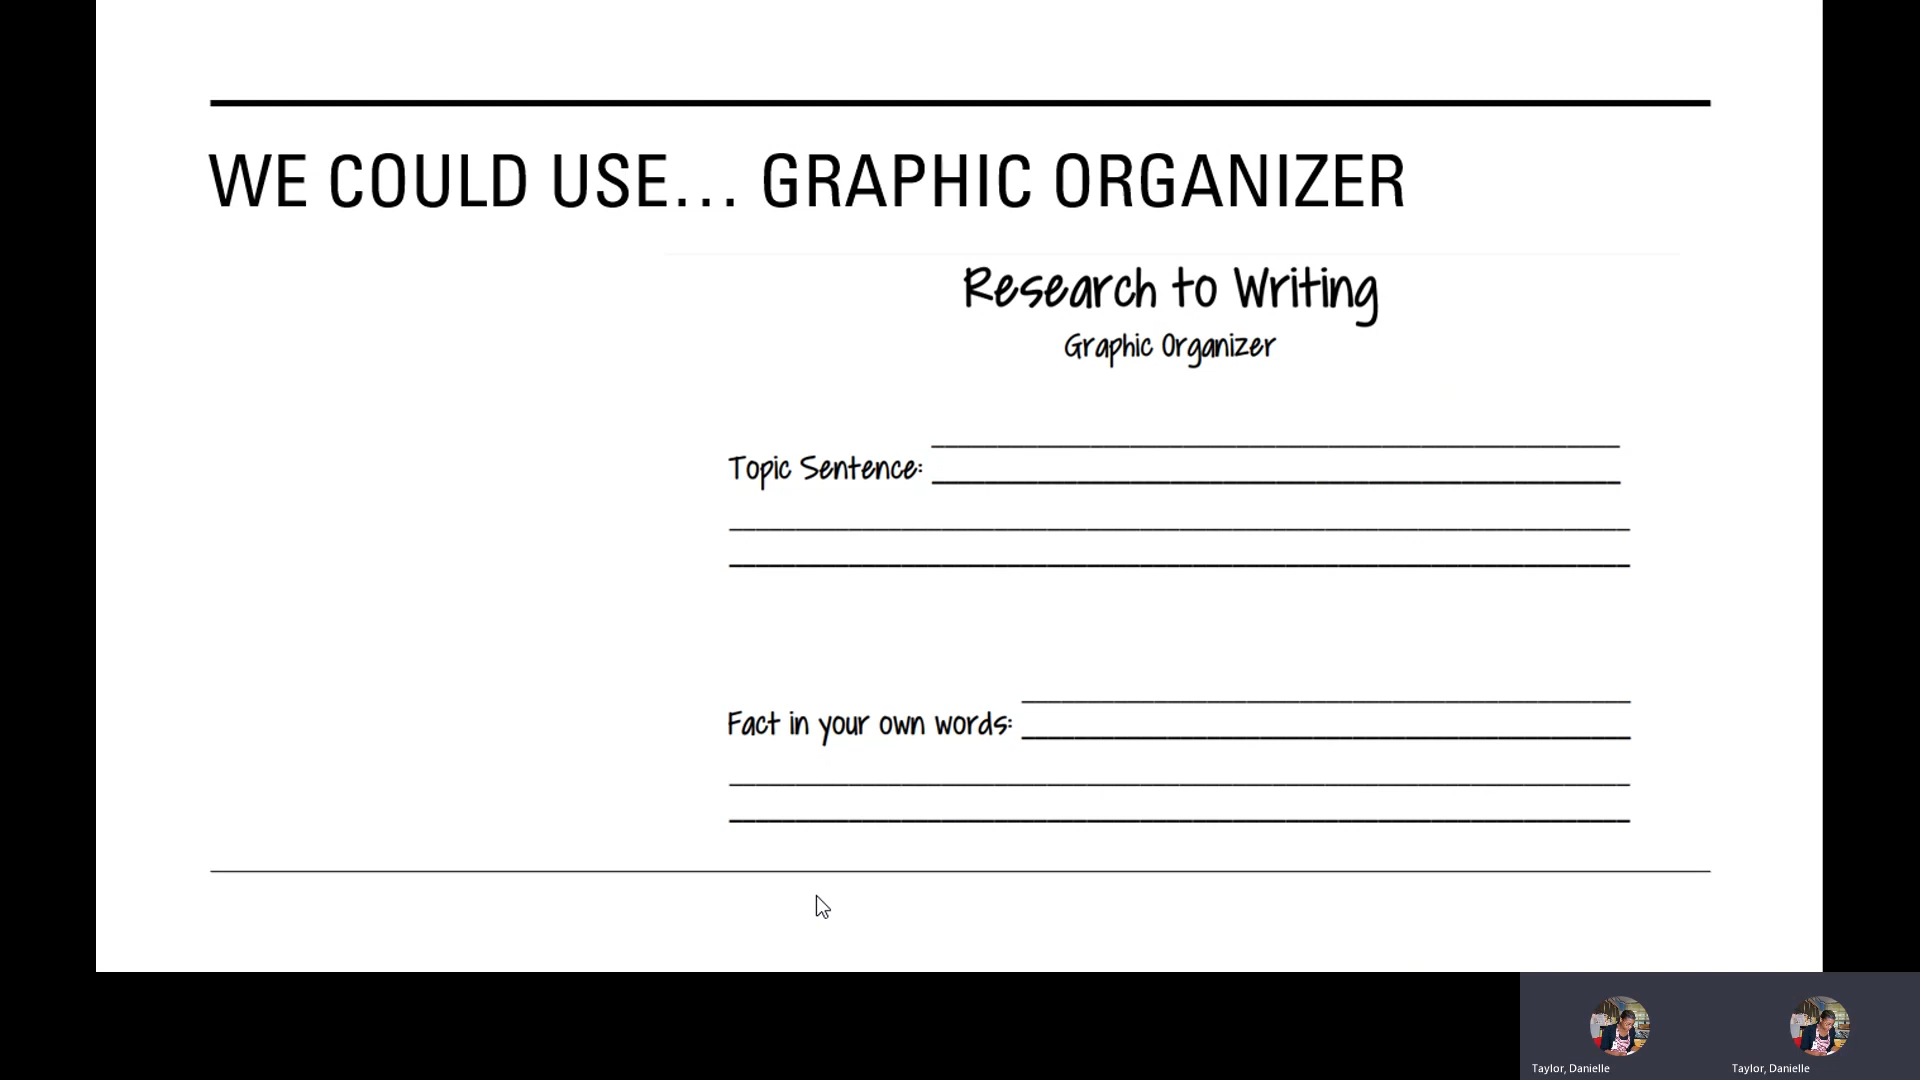 WE COULD USE... GRAPHIC ORGANIZER
Research to Writing
Graphic Organizer
Topic Sentence:
Fact in your own words:
Taylor, Danielle
Taylor, Danielle